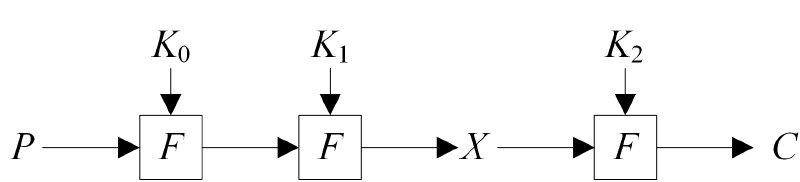 K₀ K₁ K₂
P F F X F C